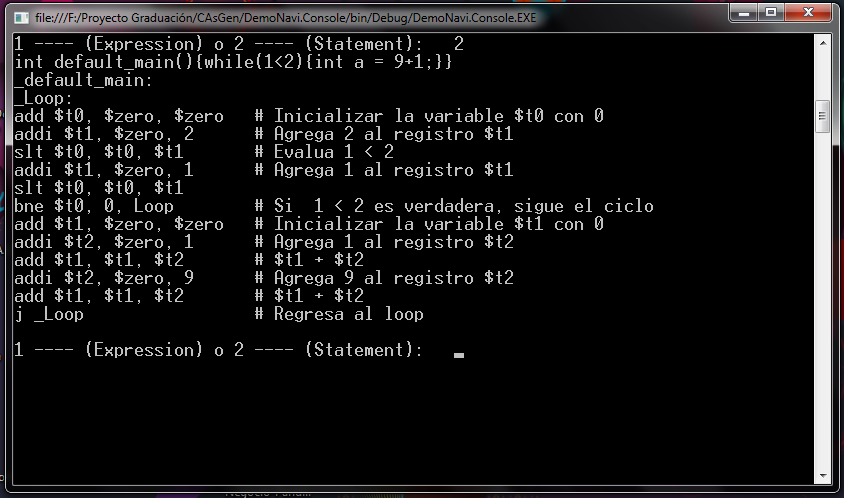 file:///F:/Proyecto Graduación/CAsGen/DemoNavi.Console/bin/Debug/DemoNavi.Console.EXE
1 ---- (Expression) o 2 ---- (Statement):   2
int default_main(){while(1<2){int a = 9+1;}}
_default_main:
_Loop:
add $t0, $zero, $zero   # Inicializar la variable $t0 con 0
addi $t1, $zero, 2      # Agrega 2 al registro $t1
slt $t0, $t0, $t1       # Evalua 1 < 2
addi $t1, $zero, 1      # Agrega 1 al registro $t1
slt $t0, $t0, $t1
bne $t0, 0, Loop        # Si  1 < 2 es verdadera, sigue el ciclo
add $t1, $zero, $zero   # Inicializar la variable $t1 con 0
addi $t2, $zero, 1      # Agrega 1 al registro $t2
add $t1, $t1, $t2       # $t1 + $t2
addi $t2, $zero, 9      # Agrega 9 al registro $t2
add $t1, $t1, $t2       # $t1 + $t2
j _Loop                 # Regresa al loop
1 ---- (Expression) o 2 ---- (Statement):